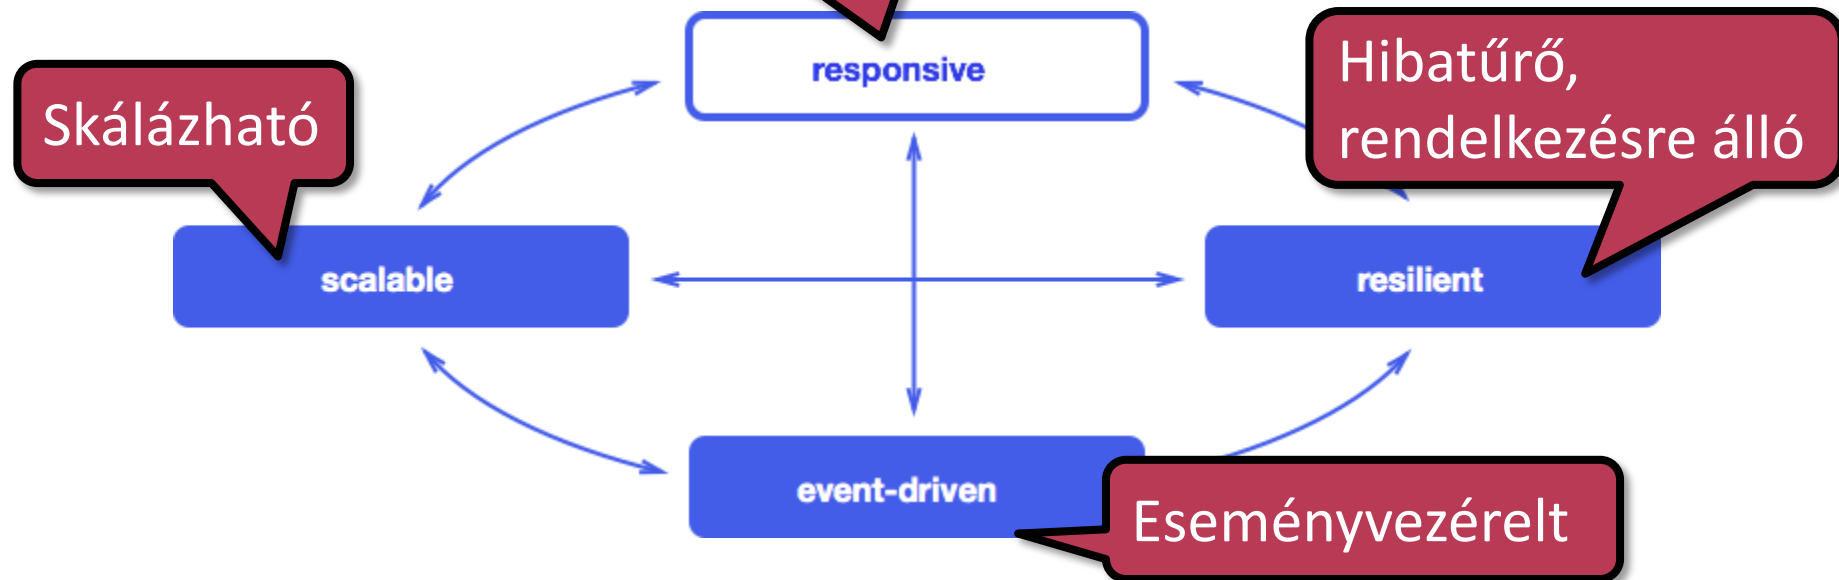 responsive
Hibatűrő,
rendelkezésre álló
Skálázható
scalable
resilient
event-driven
Eseményvezérelt